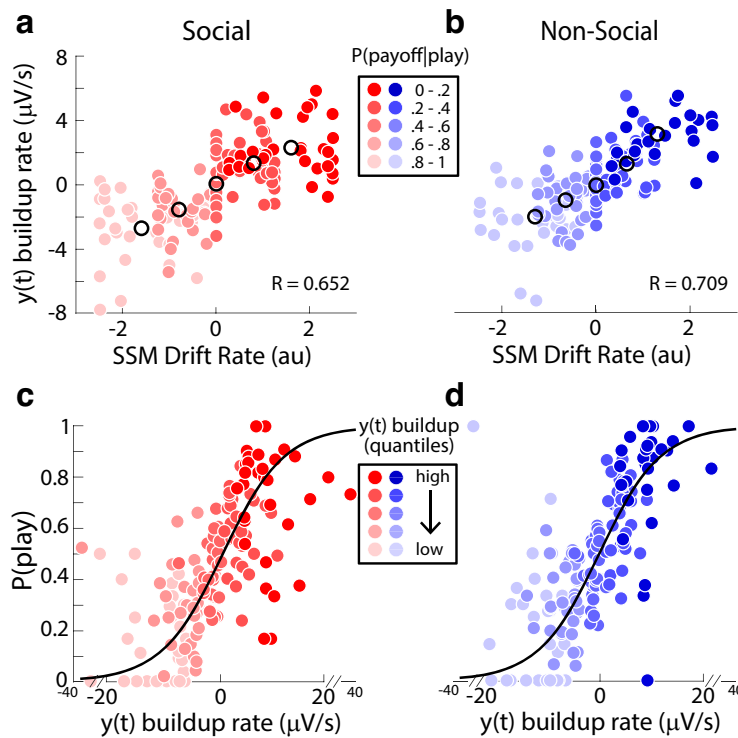 a
Social
b
Non-Social
P(payoff|play)
0 - .2
.2 - .4
.4 - .6
.6 - .8
.8 - 1
y(t) buildup rate (μV/s)
8
4
0
-4
-8
R = 0.652
R = 0.709
-2 0 2
-2 0 2
SSM Drift Rate (au)
SSM Drift Rate (au)
c
d
y(t) buildup
(quantiles)
high
low
P(play)
1
0.8
0.6
0.4
0.2
0
-40 -20 0 20 40
-40 -20 0 20 40
y(t) buildup rate (μV/s)
y(t) buildup rate (μV/s)